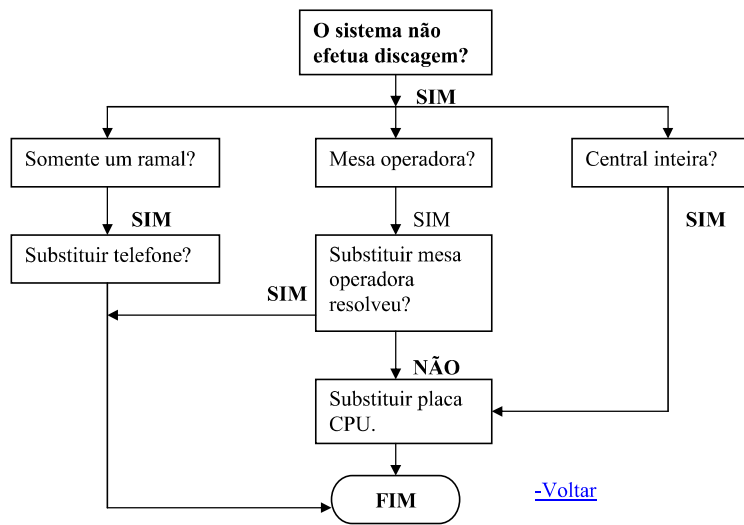 O sistema não
efetua discagem?
SIM
Somente um ramal?
Mesa operadora?
Central inteira?
SIM
SIM
SIM
Substituir telefone?
Substituir mesa
operadora
resolveu?
SIM
NÃO
Substituir placa
CPU.
FIM
-Voltar